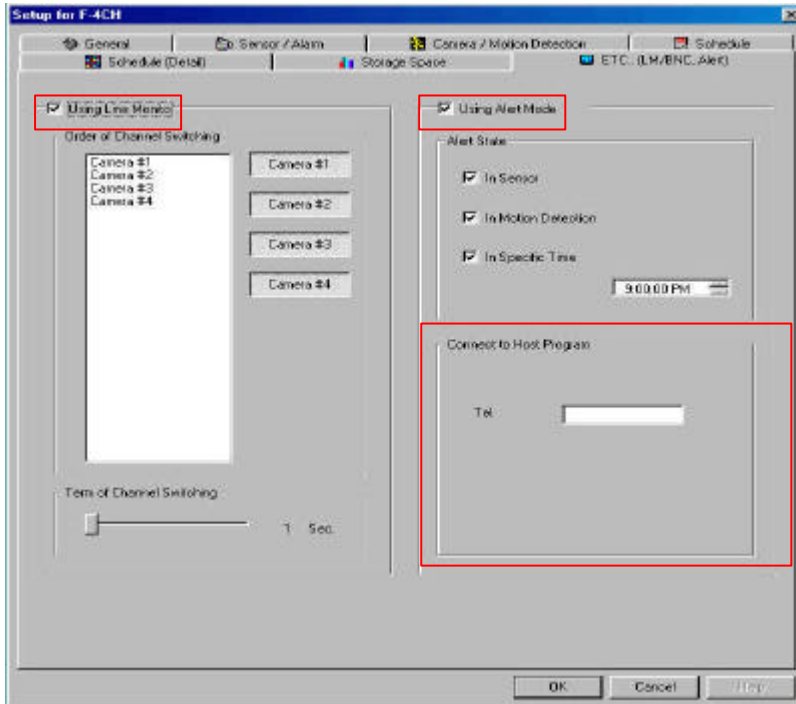 Setup for F-4CH
General
Sensor / Alarm
Camera / Motion Detection
Schedule
Schedule (Detail)
Storage Space
ETC.. (LM/BNC..Alert)
Using Live Monitor
Using Alert Mode
Order of Channel Switching
Camera #1
Camera #2
Camera #3
Camera #4
Camera #1
Camera #2
Camera #3
Camera #4
Term of Channel Switching
1 Sec.
Alert State
In Sensor
In Motion Detection
In Specific Time
9:00:00 PM
Connect to Host Program
Tel
OK
Cancel
Help